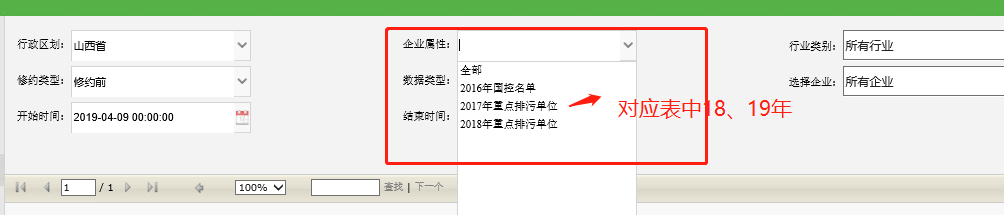 行政区划： 山西省 企业属性： 行业类别： 所有行业
全部
修约类型： 修约前 数据类型： 2016年国控名单 选择企业： 所有企业
2017年重点排污单位 对应表中18、19年
开始时间： 2019-04-09 00:00:00 结束时间： 2018年重点排污单位
1 / 1 100% 查找 | 下一个